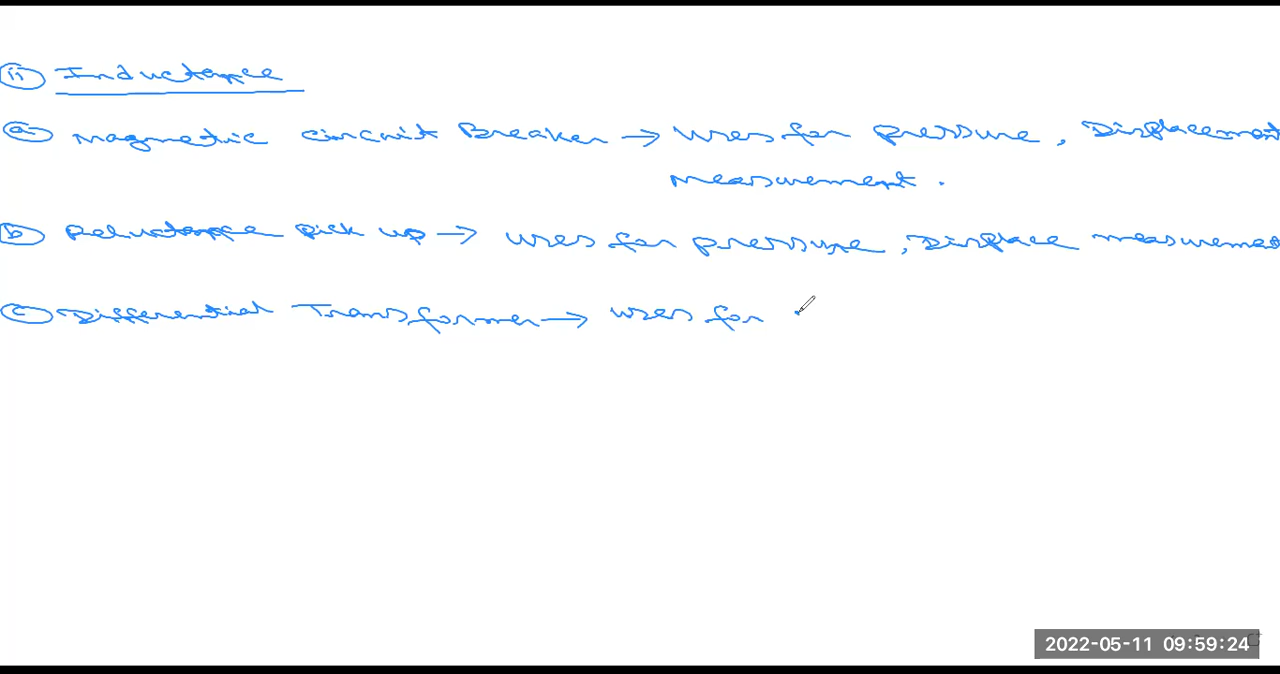 (ii) Inductance
(a) Magnetic circuit Breaker → uses for pressure, Displacement
measurement.
(b) Reluctance pick up → uses for pressure, Displace measurement
(c) Differential Transformer → uses for
2022-05-11 09:59:24